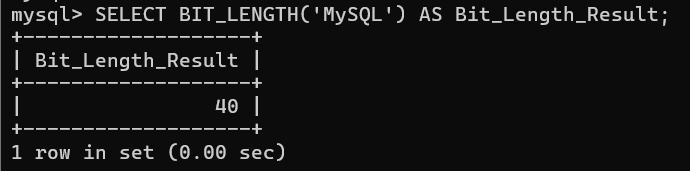 mysql> SELECT BIT_LENGTH('MySQL') AS Bit_Length_Result;
+-------------------+
| Bit_Length_Result |
+-------------------+
|                40 |
+-------------------+
1 row in set (0.00 sec)